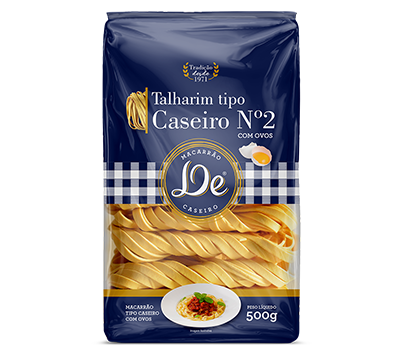 Tradição
desde
1971
Talharim tipo
Caseiro Nº2
COM OVOS
MACARRÃO
De®
CASEIRO
MACARRÃO
TIPO CASEIRO
COM OVOS
PESO LÍQUIDO
500g